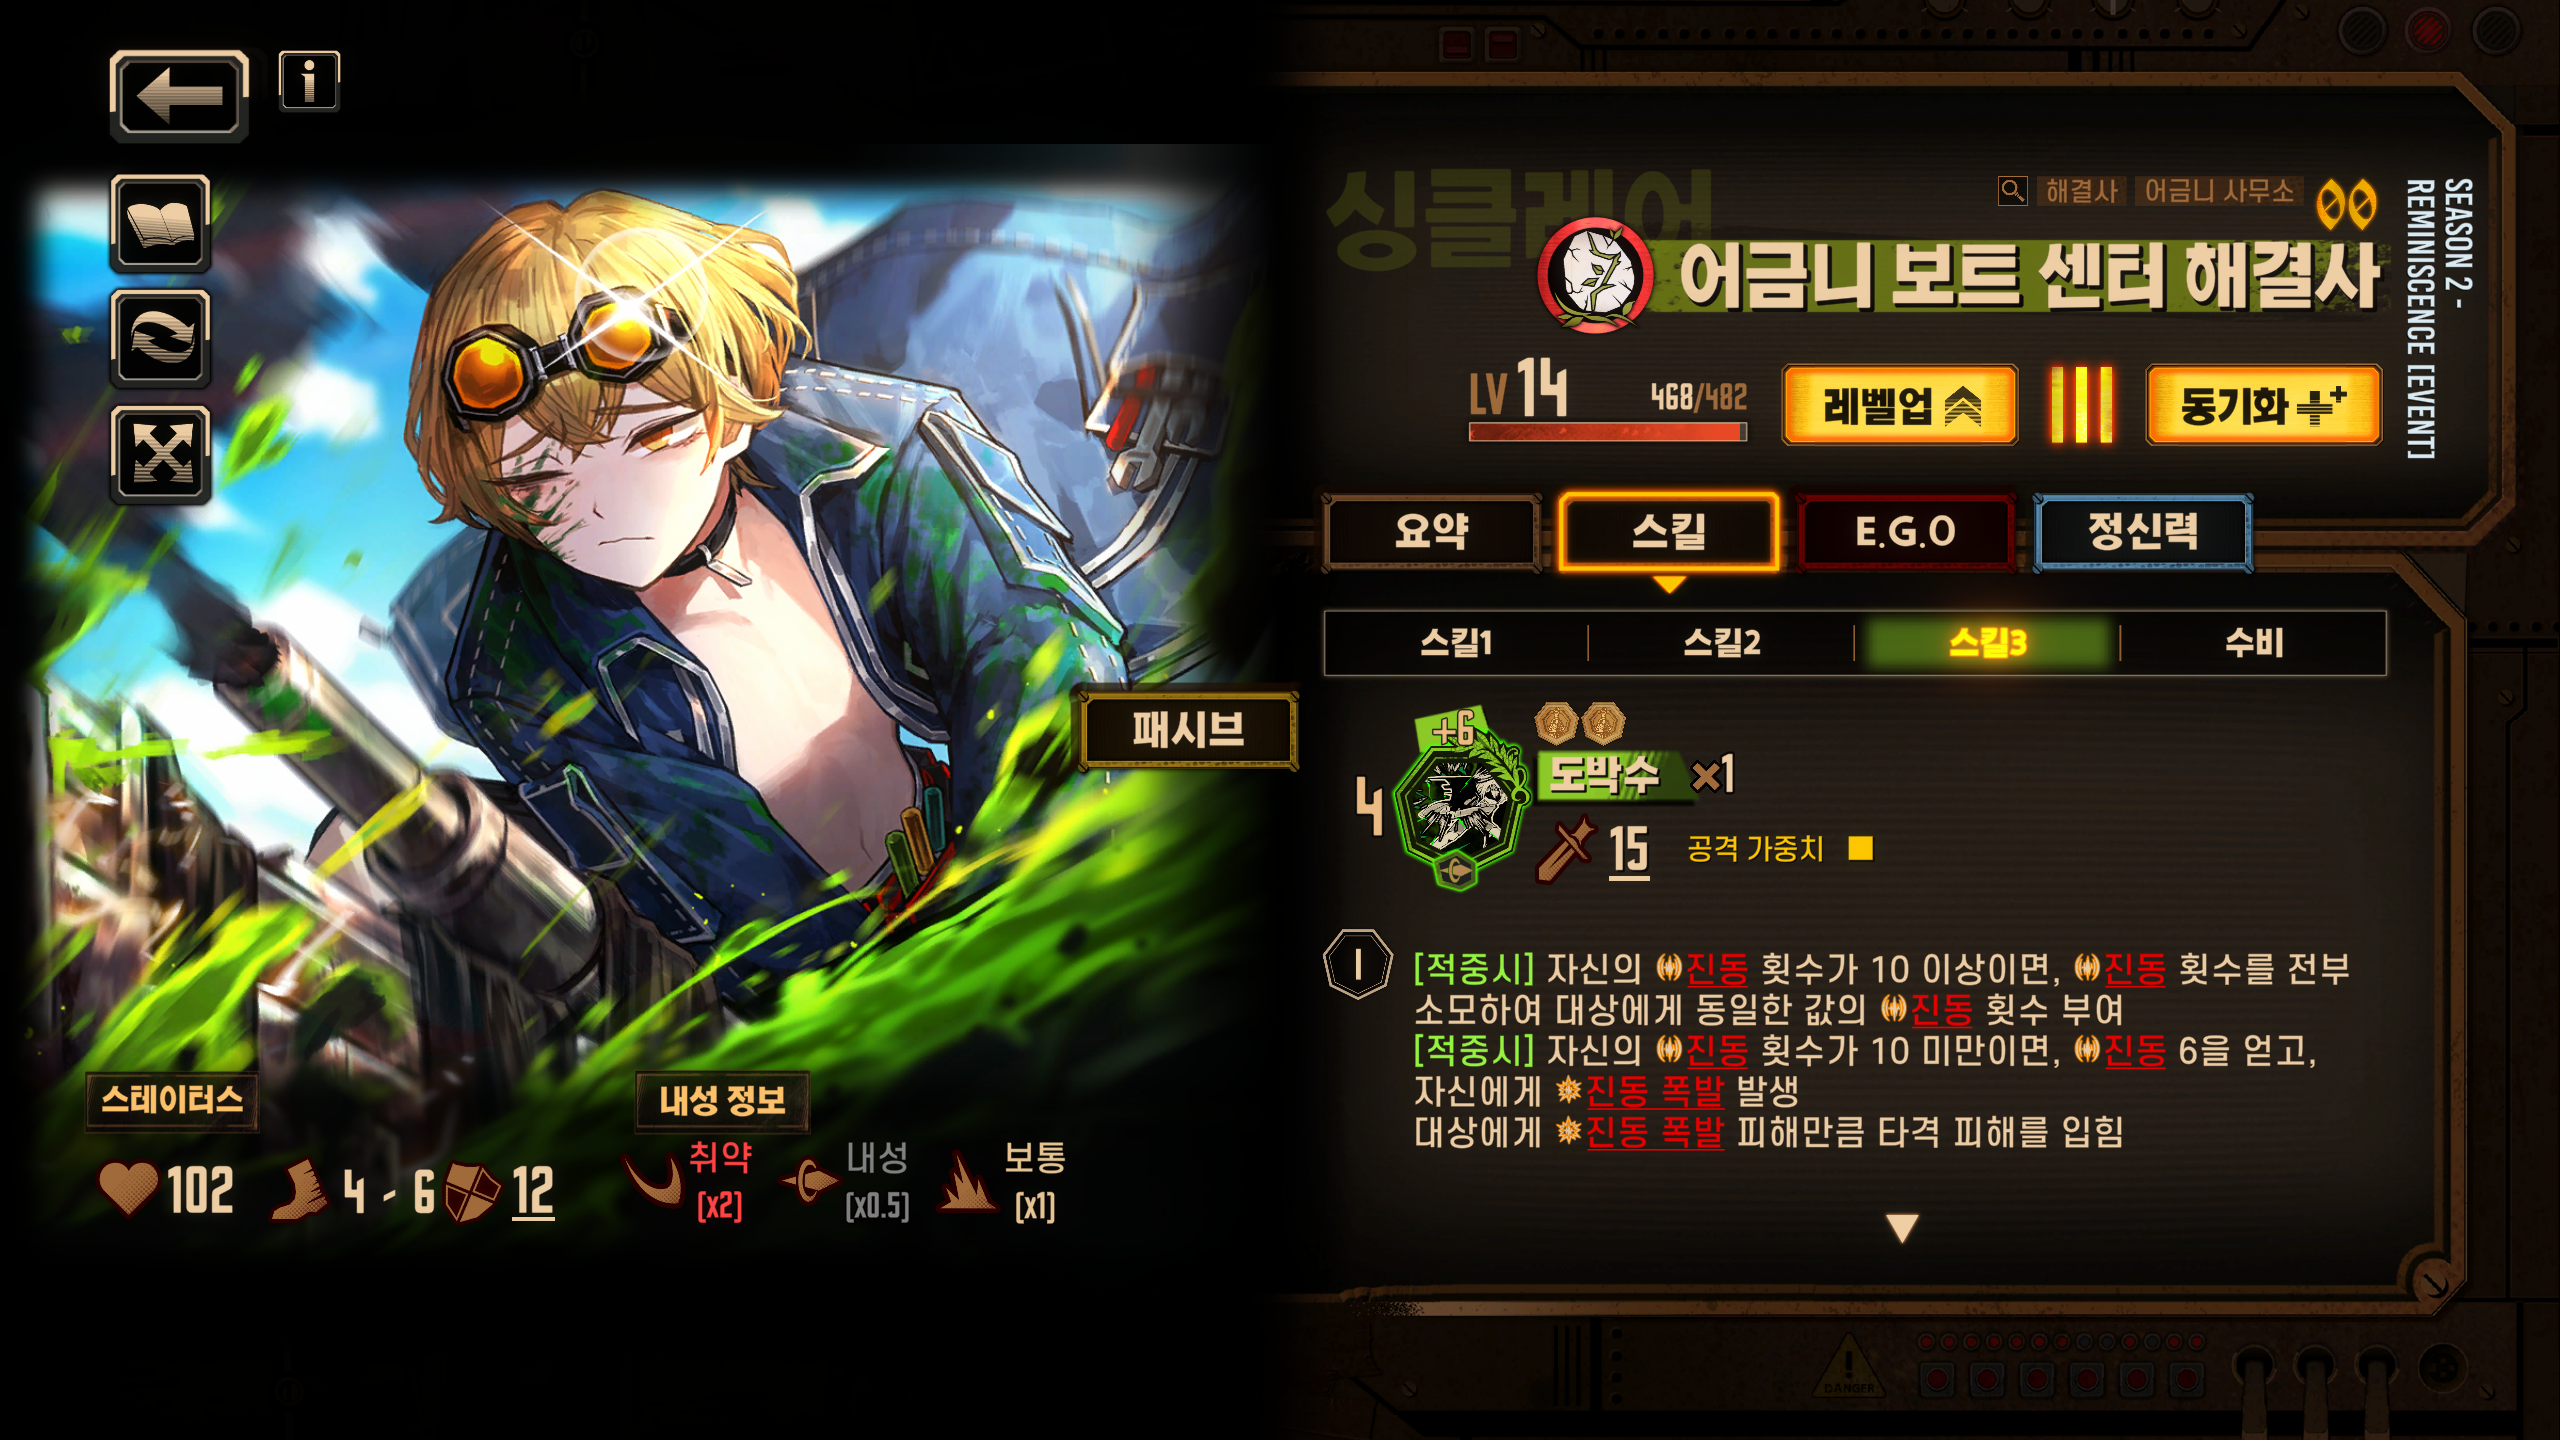 싱클레어
해결사 어금니 사무소
어금니 보트 센터 해결사
SEASON 2 -
REMINISCENCE [EVENT]
LV 14 468/482
레벨업
동기화
요약 스킬 E.G.O 정신력
스킬1 스킬2 스킬3 수비
패시브
+6
4
도박수 ×1
15 공격 가중치
[적중시] 자신의 진동 횟수가 10 이상이면, 진동 횟수를 전부
소모하여 대상에게 동일한 값의 진동 횟수 부여
[적중시] 자신의 진동 횟수가 10 미만이면, 진동 6을 얻고,
자신에게 진동 폭발 발생
대상에게 진동 폭발 피해만큼 타격 피해를 입힘
스테이터스
102 4 - 6 12
내성 정보
취약 내성 보통
[x2] [x0.5] [x1]
DANGER